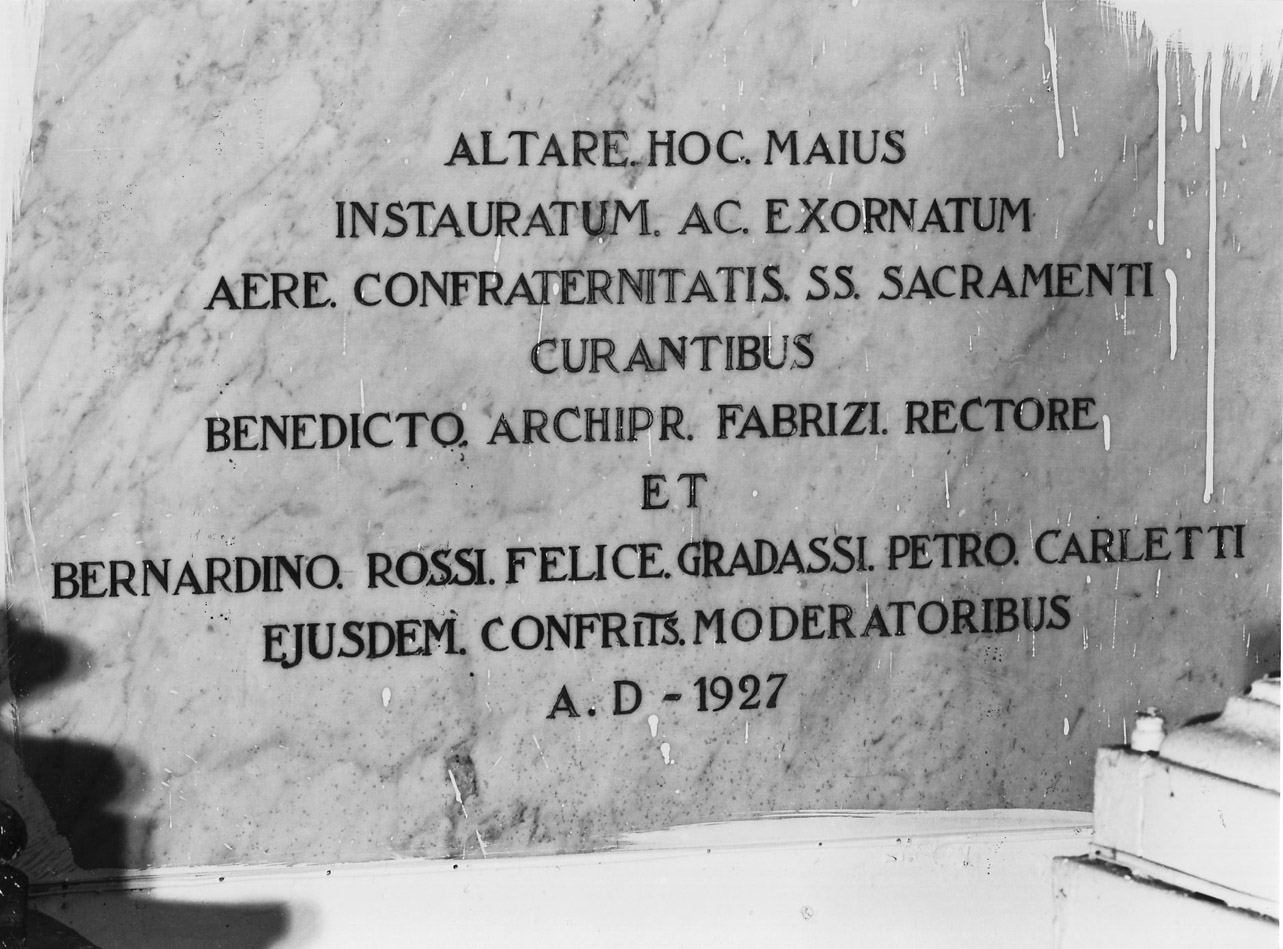 ALTARE. HOC. MAIUS
INSTAURATUM. AC. EXORNATUM
AERE. CONFRATERNITATIS. SS. SACRAMENTI
CURANTIBUS
BENEDICTO. ARCHIPR. FABRIZI. RECTORE
ET
BERNARDINO. ROSSI. FELICE. GRADASSI. PETRO. CARLETTI
EJUSDEM. CONFRIT̅S̅. MODERATORIBUS
A. D - 1927